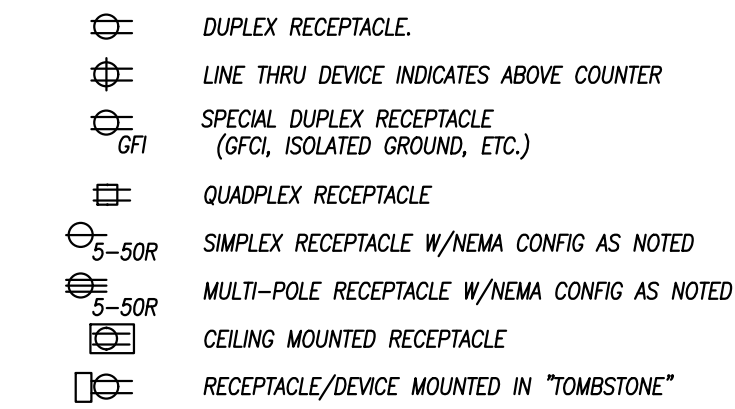 DUPLEX RECEPTACLE.
LINE THRU DEVICE INDICATES ABOVE COUNTER
SPECIAL DUPLEX RECEPTACLE
GFI (GFCI, ISOLATED GROUND, ETC.)
QUADPLEX RECEPTACLE
5-50R SIMPLEX RECEPTACLE W/NEMA CONFIG AS NOTED
5-50R MULTI-POLE RECEPTACLE W/NEMA CONFIG AS NOTED
CEILING MOUNTED RECEPTACLE
RECEPTACLE/DEVICE MOUNTED IN "TOMBSTONE"